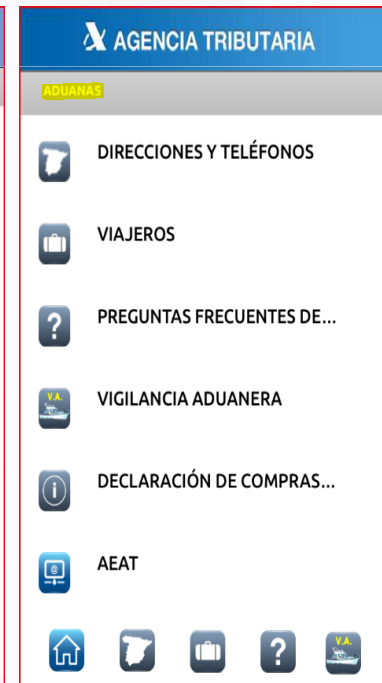 AGENCIA TRIBUTARIA
ADUANAS
DIRECCIONES Y TELÉFONOS
VIAJEROS
?
PREGUNTAS FRECUENTES DE...
V.A.
VIGILANCIA ADUANERA
i
DECLARACIÓN DE COMPRAS...
@
AEAT
? V.A.